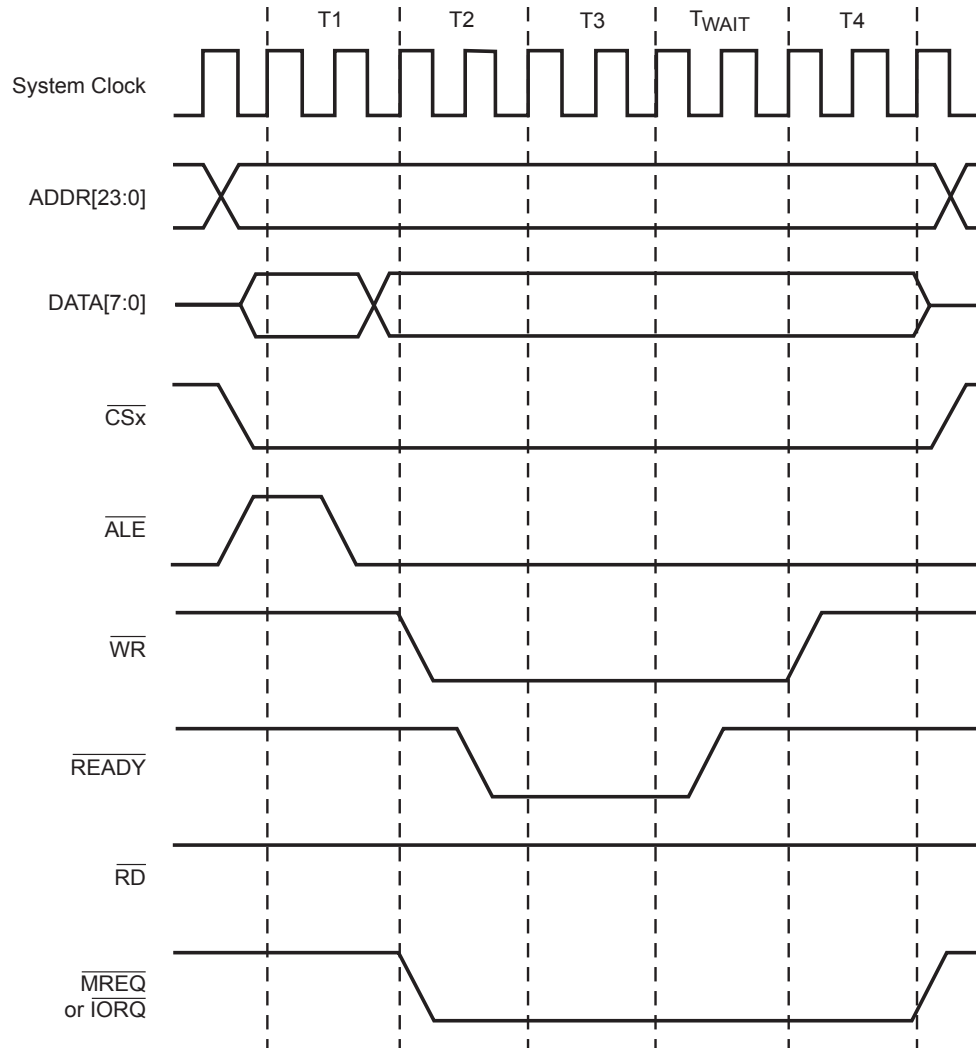 T1 T2 T3 TWAIT T4
System Clock
ADDR[23:0]
DATA[7:0]
CSx
ALE
WR
READY
RD
MREQ
or IORQ